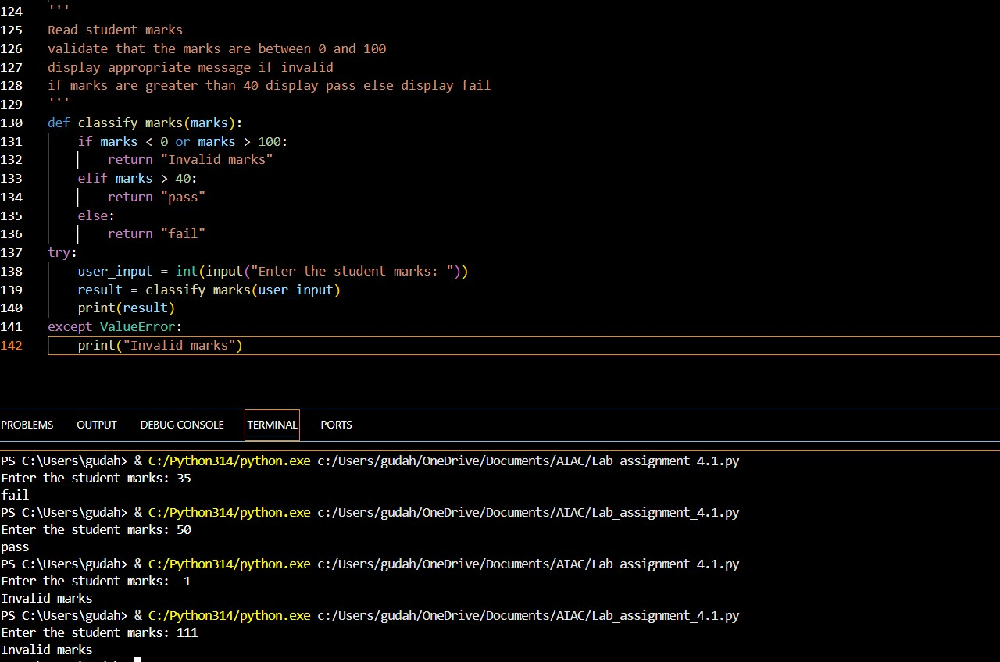 124 '''
125 Read student marks
126 validate that the marks are between 0 and 100
127 display appropriate message if invalid
128 if marks are greater than 40 display pass else display fail
129 '''
130 def classify_marks(marks):
131     if marks < 0 or marks > 100:
132         return "Invalid marks"
133     elif marks > 40:
134         return "pass"
135     else:
136         return "fail"
137 try:
138     user_input = int(input("Enter the student marks: "))
139     result = classify_marks(user_input)
140     print(result)
141 except ValueError:
142     print("Invalid marks")
PROBLEMS OUTPUT DEBUG CONSOLE TERMINAL PORTS
PS C:\Users\gudah> & C:/Python314/python.exe c:/Users/gudah/OneDrive/Documents/AIAC/Lab_assignment_4.1.py
Enter the student marks: 35
fail
PS C:\Users\gudah> & C:/Python314/python.exe c:/Users/gudah/OneDrive/Documents/AIAC/Lab_assignment_4.1.py
Enter the student marks: 50
pass
PS C:\Users\gudah> & C:/Python314/python.exe c:/Users/gudah/OneDrive/Documents/AIAC/Lab_assignment_4.1.py
Enter the student marks: -1
Invalid marks
PS C:\Users\gudah> & C:/Python314/python.exe c:/Users/gudah/OneDrive/Documents/AIAC/Lab_assignment_4.1.py
Enter the student marks: 111
Invalid marks